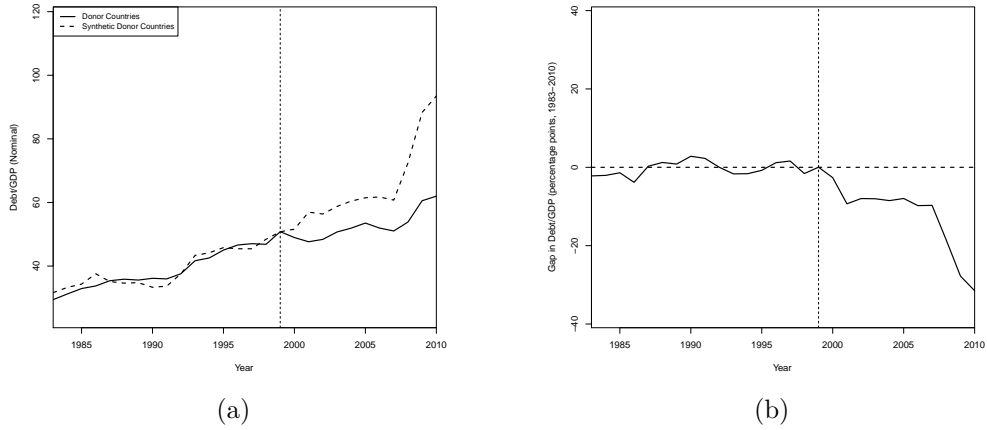 Donor Countries
Synthetic Donor Countries
Debt/GDP (Nominal)
120
100
80
60
40
1985 1990 1995 2000 2005 2010
Year
(a)
Gap in Debt/GDP (percentage points, 1983−2010)
40
20
0
−20
−40
1985 1990 1995 2000 2005 2010
Year
(b)